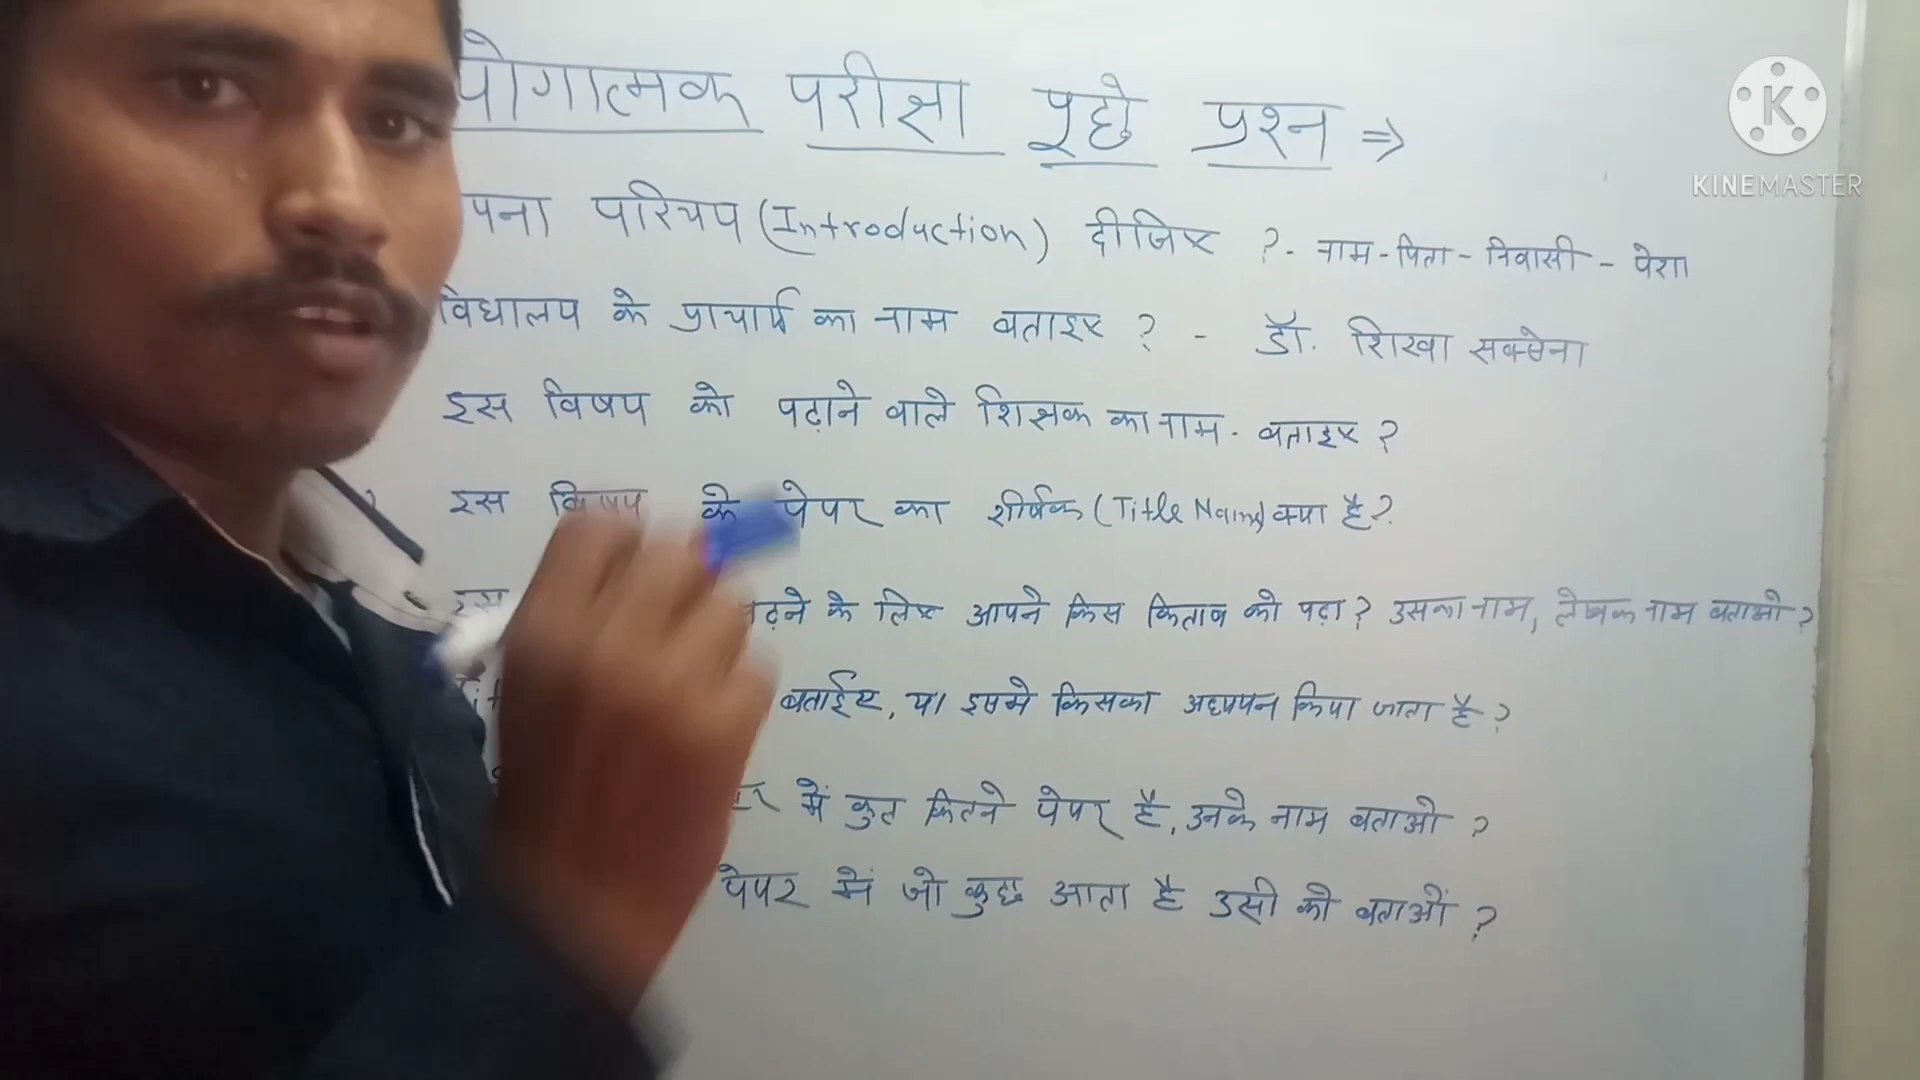 योगात्मक परीक्षा पूछे प्रश्न ⇒
पना परिचय (Introduction) दीजिए ? - नाम - पिता - निवासी - पेशा
विद्यालय के प्राचार्य का नाम बताइए ? - डॉ. शिखा सक्सेना
इस विषय को पढ़ाने वाले शिक्षक का नाम - बताइए ?
इस विषय के पेपर का शीर्षक (Title Name) क्या है ?
इस ढ़ने के लिए आपने किस किताब को पढ़ा ? उसका नाम, लेखक नाम बताओ ?
बताईए, या इसमे किसका अध्ययन किया जाता है ?
में कुल कितने पेपर है, उनके नाम बताओ ?
पेपर में जो कुछ आता है उसी को बताओं ?
K
KINEMASTER